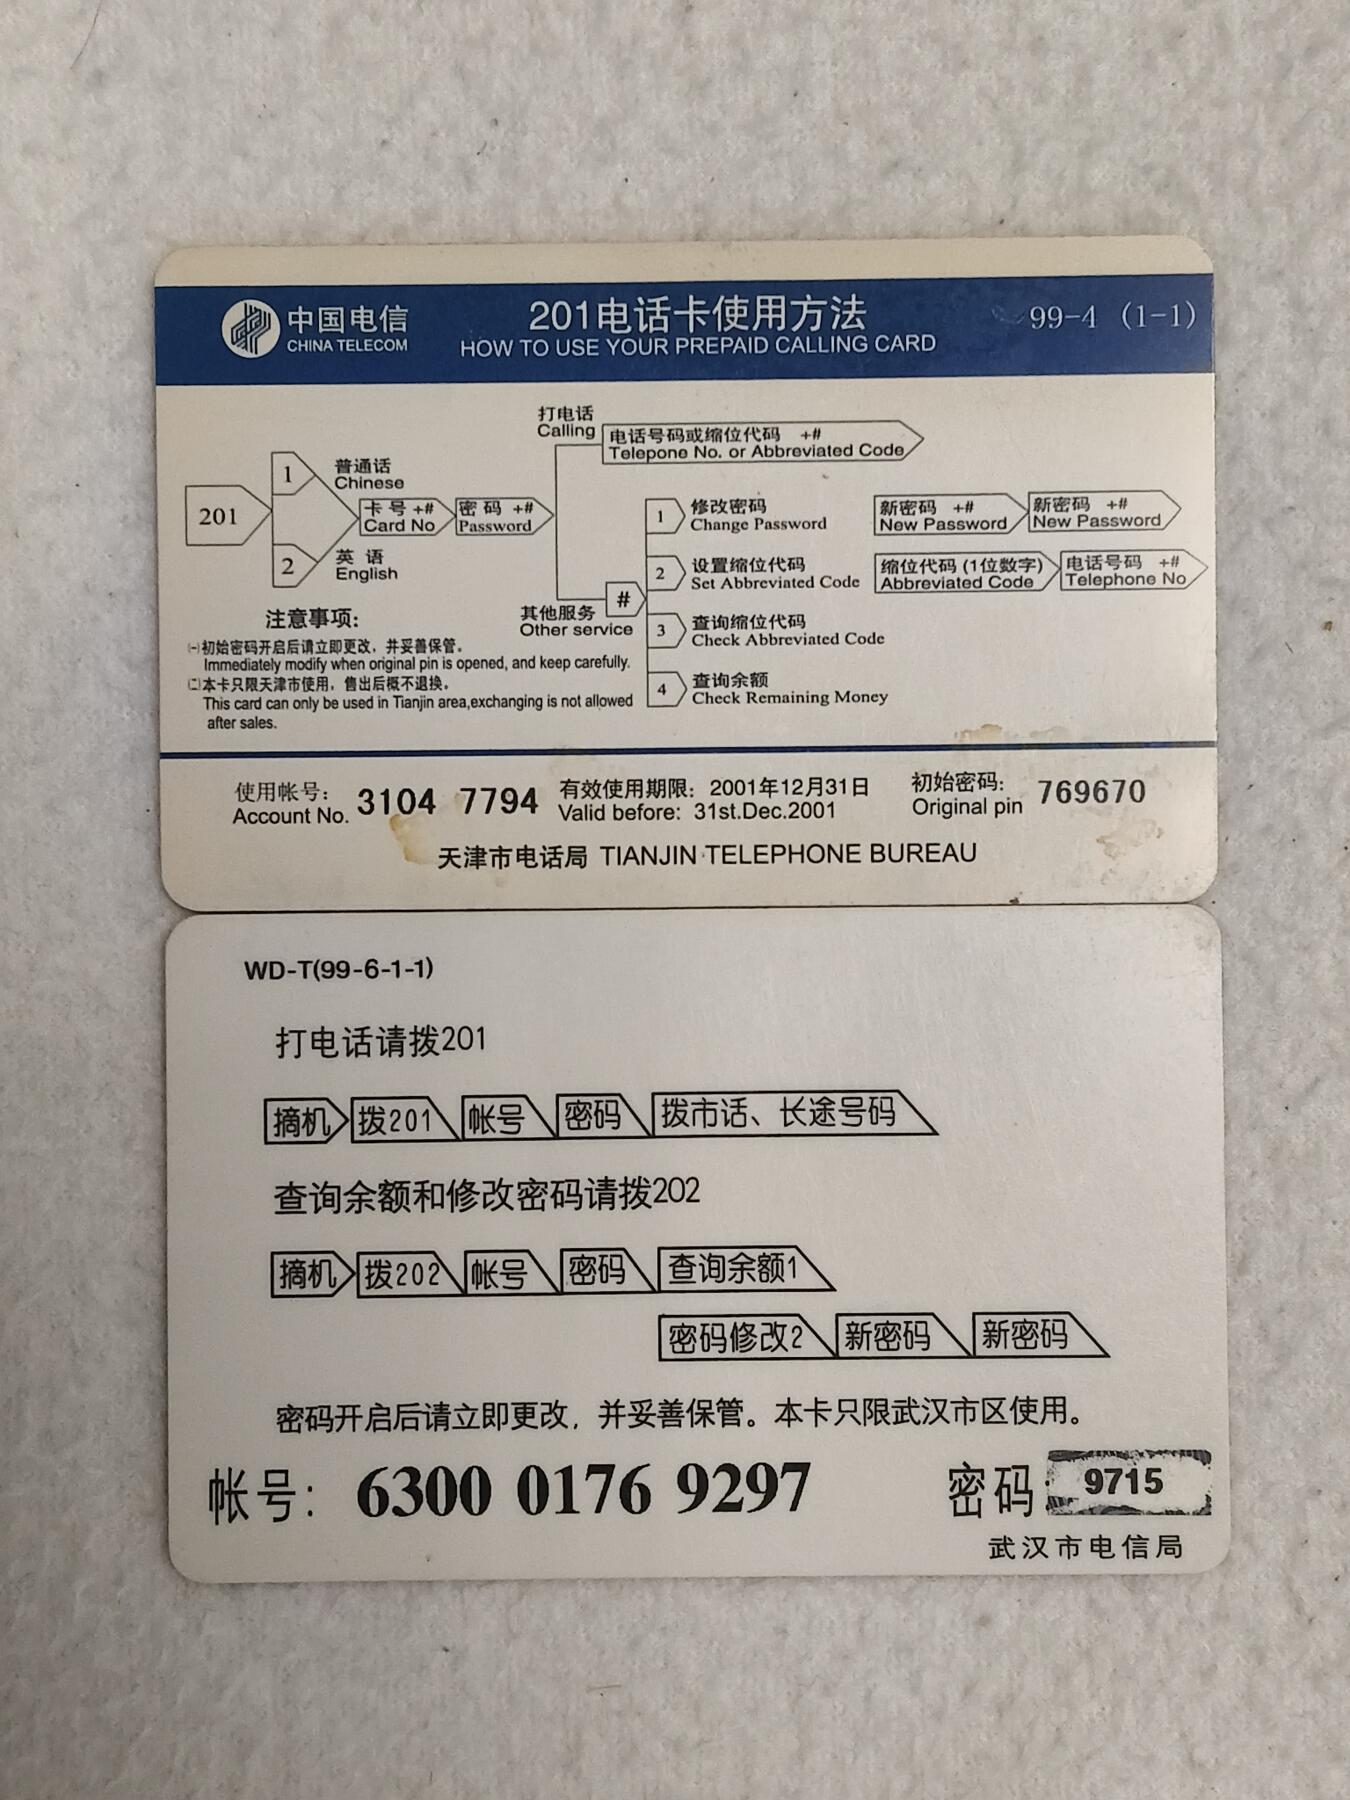 中国电信
CHINA TELECOM
201电话卡使用方法
HOW TO USE YOUR PREPAID CALLING CARD
99-4 (1-1)
打电话
Calling
电话号码或缩位代码 +#
Telepone No. or Abbreviated Code
201
1
普通话
Chinese
2
英 语
English
卡 号 +#
Card No
密 码 +#
Password
其他服务
Other service
#
1
修改密码
Change Password
新密码 +#
New Password
新密码 +#
New Password
2
设置缩位代码
Set Abbreviated Code
缩位代码 (1位数字)
Abbreviated Code
电话号码 +#
Telephone No
3
查询缩位代码
Check Abbreviated Code
4
查询余额
Check Remaining Money
注意事项:
㈠初始密码开启后请立即更改，并妥善保管。
Immediately modify when original pin is opened, and keep carefully.
㈡本卡只限天津市使用，售出后概不退换。
This card can only be used in Tianjin area,exchanging is not allowed
after sales.
使用帐号:
Account No.
3104 7794
有效使用期限: 2001年12月31日
Valid before: 31st.Dec.2001
初始密码:
Original pin
769670
天津市电话局 TIANJIN TELEPHONE BUREAU
WD-T(99-6-1-1)
打电话请拨201
摘机 拨201 帐号 密码 拨市话、长途号码
查询余额和修改密码请拨202
摘机 拨202 帐号 密码 查询余额1
密码修改2 新密码 新密码
密码开启后请立即更改，并妥善保管。本卡只限武汉市区使用。
帐号: 6300 0176 9297
密码: 9715
武汉市电信局